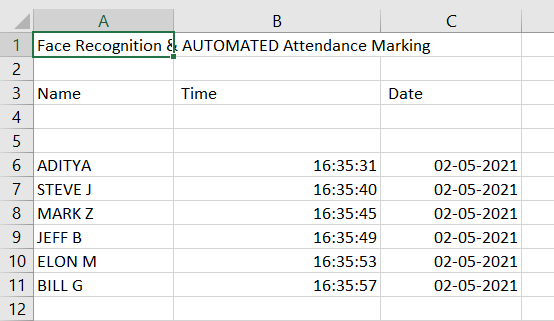 A B C
1 Face Recognition & AUTOMATED Attendance Marking
2
3 Name Time Date
4
5
6 ADITYA 16:35:31 02-05-2021
7 STEVE J 16:35:40 02-05-2021
8 MARK Z 16:35:45 02-05-2021
9 JEFF B 16:35:49 02-05-2021
10 ELON M 16:35:53 02-05-2021
11 BILL G 16:35:57 02-05-2021
12